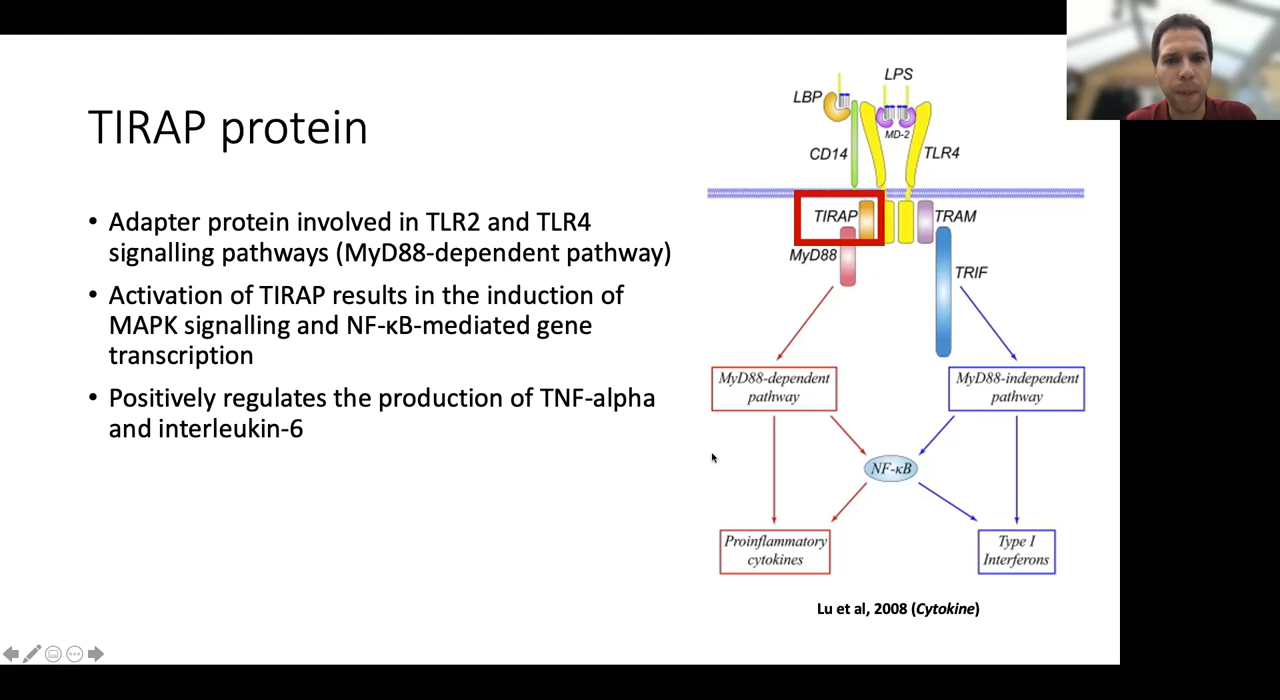 TIRAP protein
• Adapter protein involved in TLR2 and TLR4
signalling pathways (MyD88-dependent pathway)
• Activation of TIRAP results in the induction of
MAPK signalling and NF-κB-mediated gene
transcription
• Positively regulates the production of TNF-alpha
and interleukin-6
LPS
LBP
MD-2
CD14
TLR4
TIRAP
TRAM
MyD88
TRIF
MyD88-dependent
pathway
MyD88-independent
pathway
NF-κB
Proinflammatory
cytokines
Type I
Interferons
Lu et al, 2008 (Cytokine)